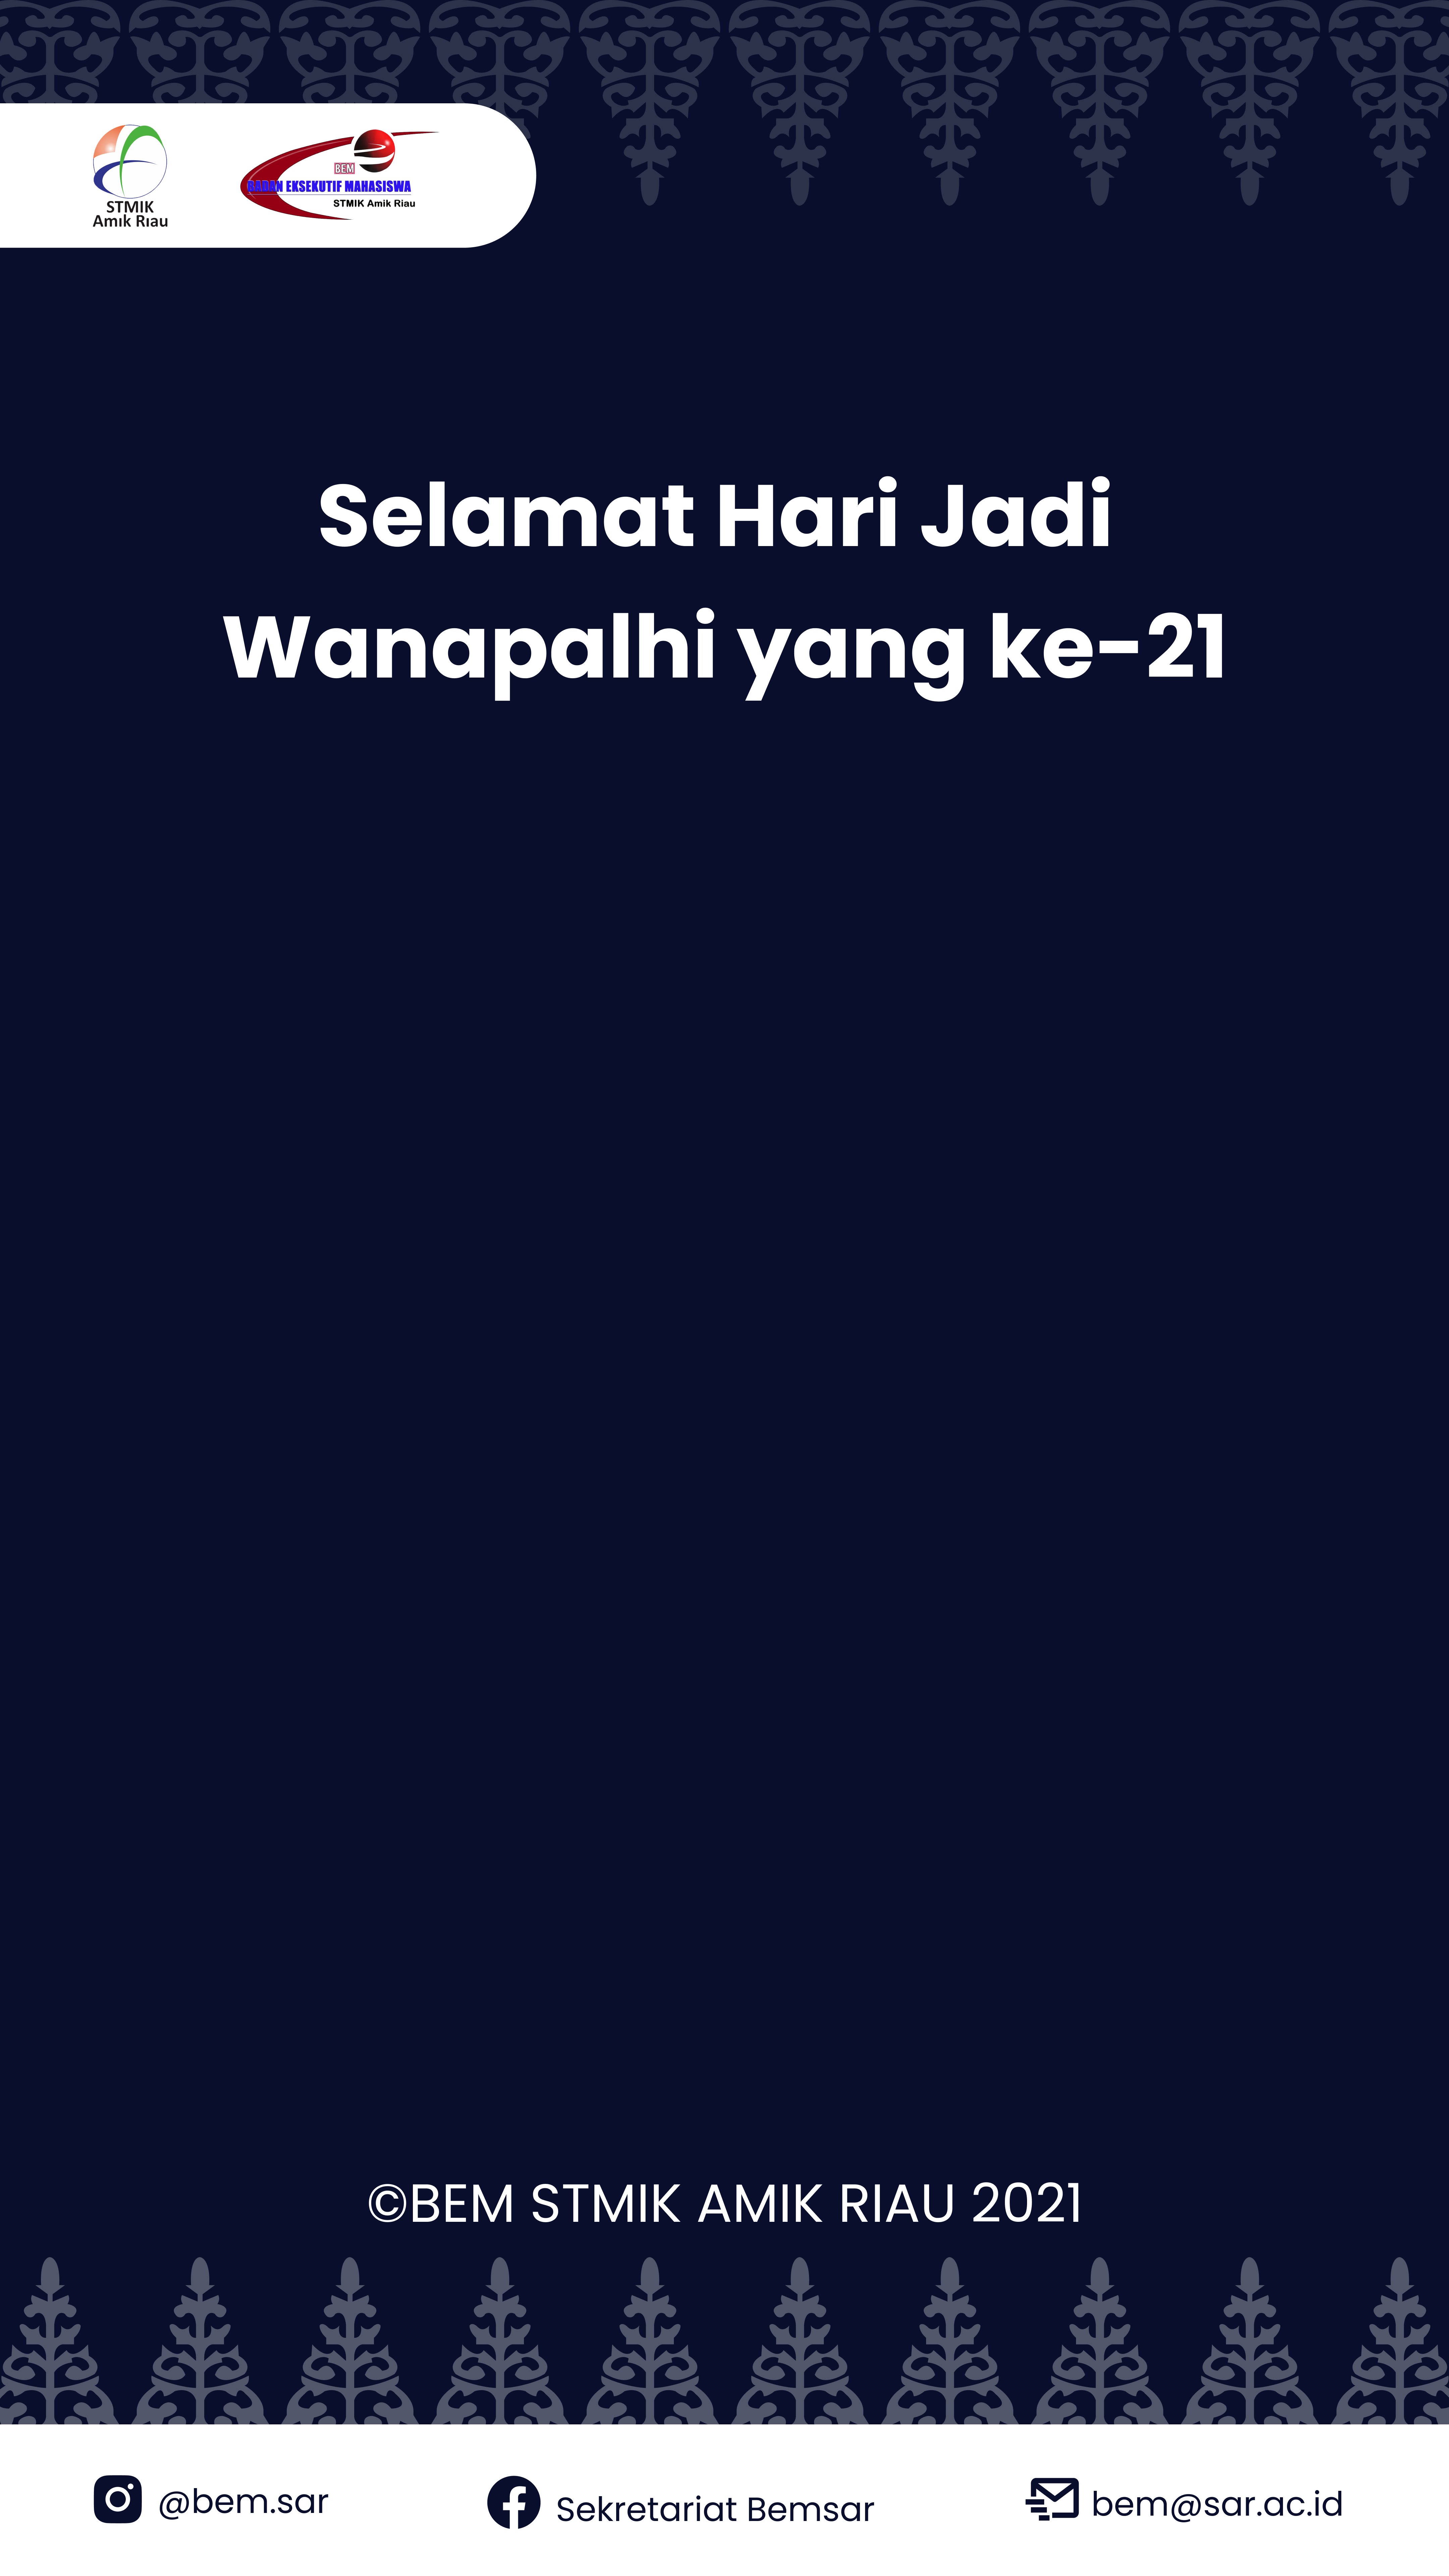 STMIK
Amik Riau
BEM
BADAN EKSEKUTIF MAHASISWA
STMIK Amik Riau
Selamat Hari Jadi
Wanapalhi yang ke-21
©BEM STMIK AMIK RIAU 2021
@bem.sar
Sekretariat Bemsar
bem@sar.ac.id